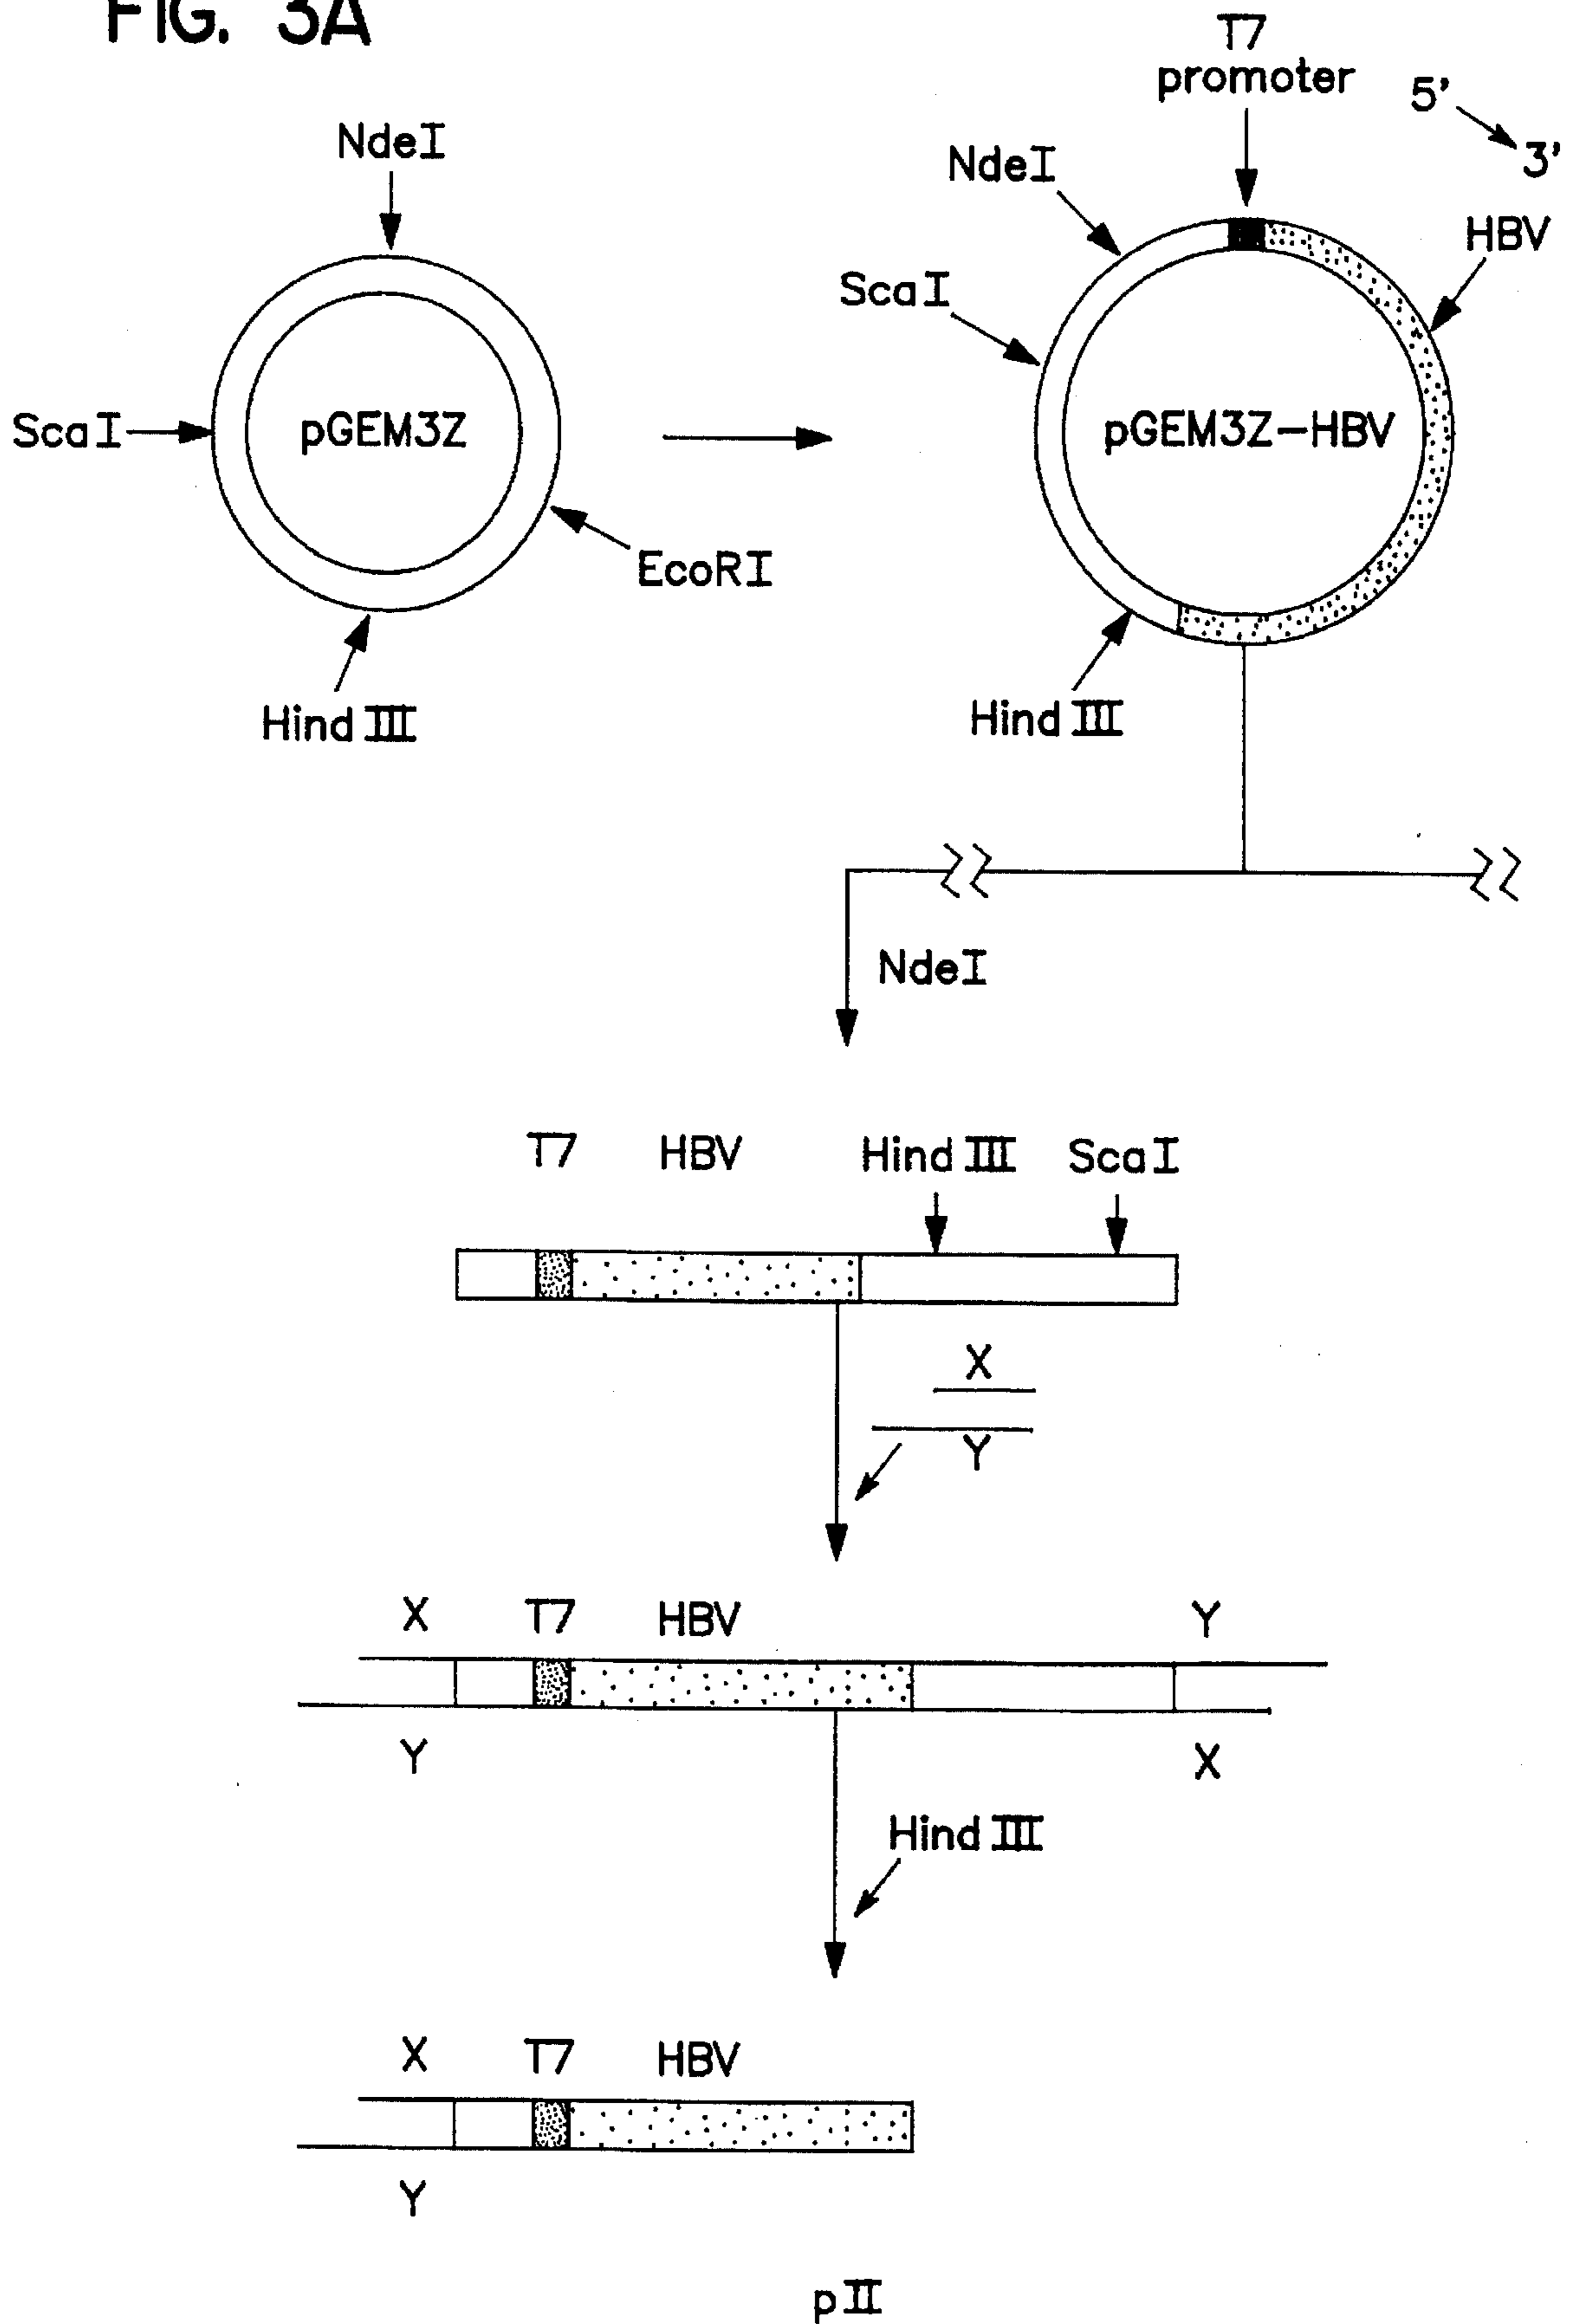 FIG. 3A
T7
promoter
5'
3'
NdeI
NdeI
HBV
ScaI
ScaI
pGEM3Z
pGEM3Z-HBV
EcoRI
Hind III
Hind III
NdeI
T7 HBV Hind III ScaI
X
Y
X T7 HBV Y
Y X
Hind III
X T7 HBV
Y
pII